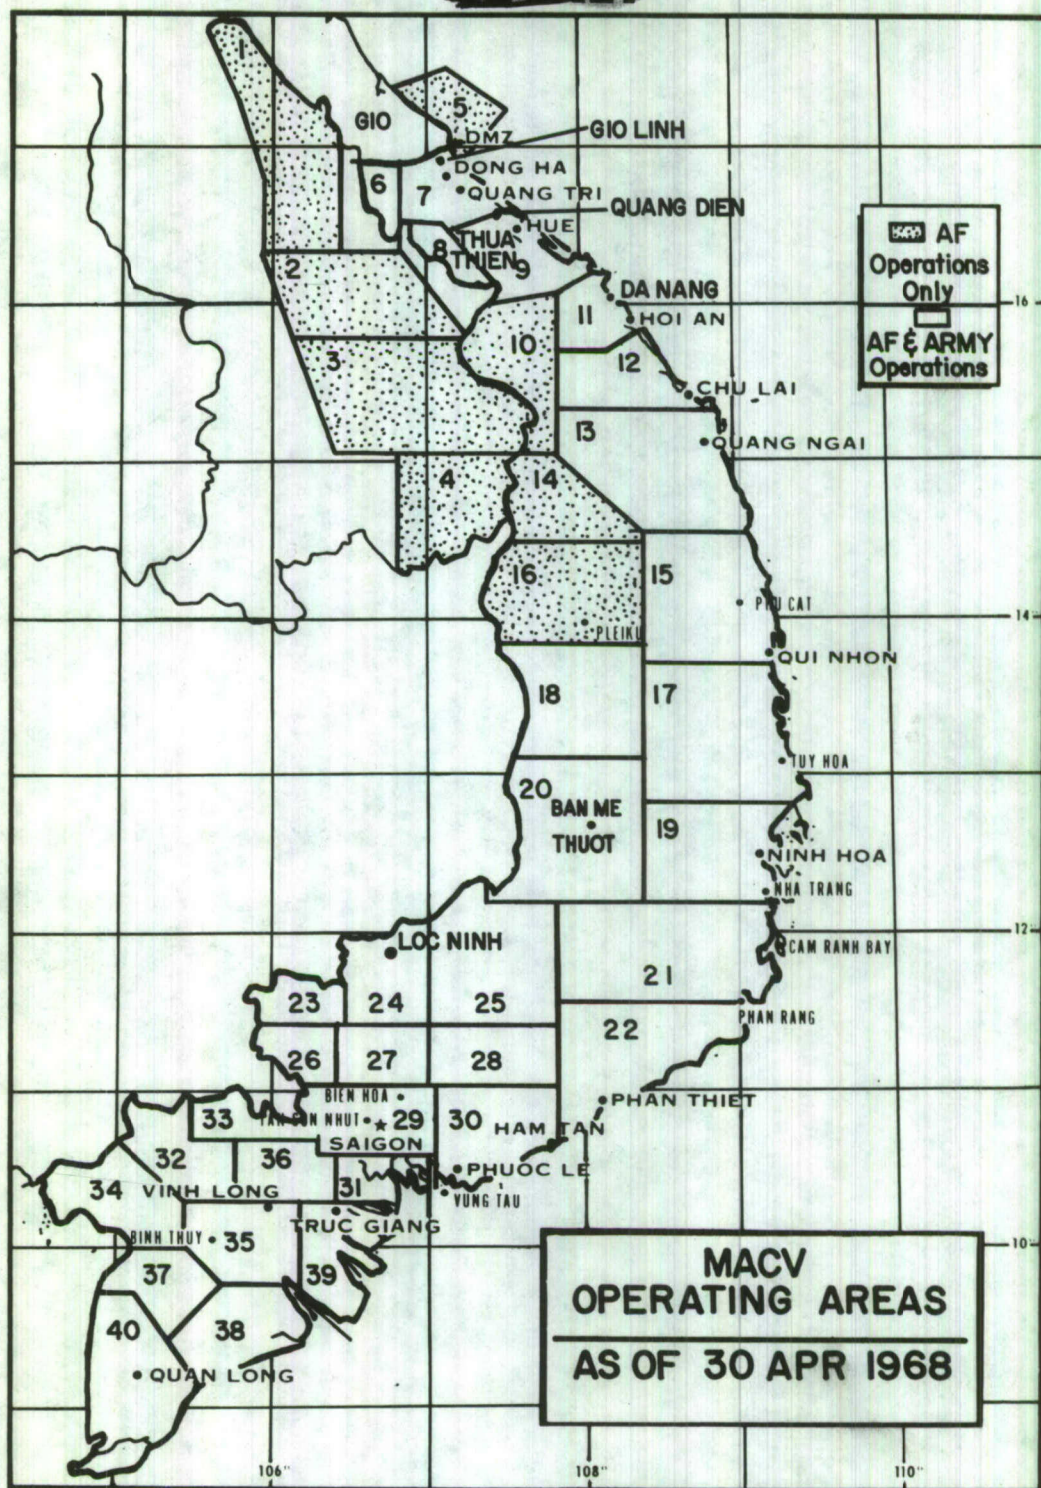 1
5
GIO
DMZ
GIO LINH
DONG HA
6
7
QUANG TRI
QUANG DIEN
HUE
8
THUA
THIEN
9
AF
Operations
Only
AF & ARMY
Operations
2
DA NANG
16
11
HOI AN
10
3
12
CHU LAI
13
QUANG NGAI
4
14
16
15
PHU CAT
14
PLEIKU
QUI NHON
18
17
TUY HOA
20
BAN ME
THUOT
19
NINH HOA
NHA TRANG
12
LOC NINH
CAM RANH BAY
21
23
24
25
PHAN RANG
22
26
27
28
BIEN HOA
PHAN THIET
33
TAN SON NHUT
29
30
HAM TAN
SAIGON
32
36
PHUOC LE
34
VINH LONG
31
VUNG TAU
TRUC GIANG
BINH THUY
35
10
37
39
MACV
OPERATING AREAS
AS OF 30 APR 1968
40
38
QUAN LONG
106"
108"
110"